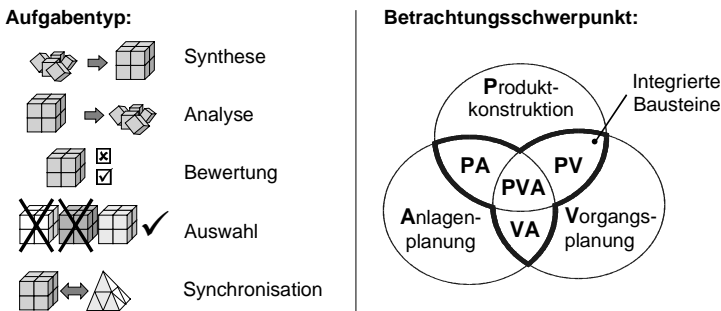 Aufgabentyp:
Synthese
Analyse
Bewertung
Auswahl
Synchronisation
Betrachtungsschwerpunkt:
Produkt-
konstruktion
Integrierte
Bausteine
PA
PV
PVA
Anlagen-
planung
VA
Vorgangs-
planung